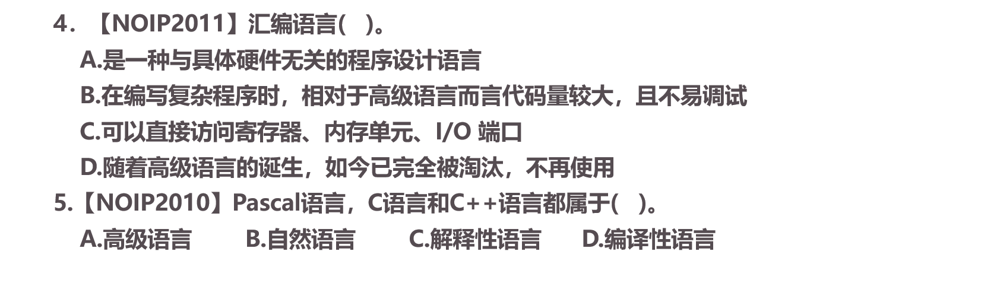 4. 【NOIP2011】汇编语言(   )。
A.是一种与具体硬件无关的程序设计语言
B.在编写复杂程序时，相对于高级语言而言代码量较大，且不易调试
C.可以直接访问寄存器、内存单元、I/O 端口
D.随着高级语言的诞生，如今已完全被淘汰，不再使用
5.【NOIP2010】Pascal语言，C语言和C++语言都属于(   )。
A.高级语言 B.自然语言 C.解释性语言 D.编译性语言